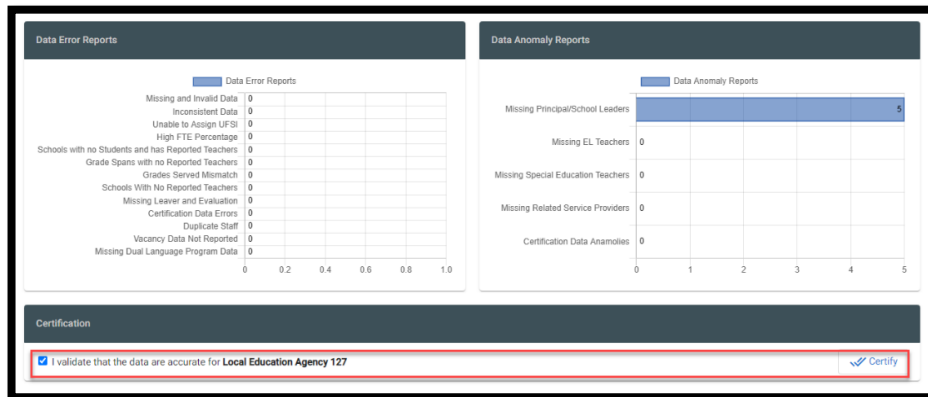 Data Error Reports
Data Error Reports
Missing and Invalid Data 0
Inconsistent Data 0
Unable to Assign UFSI 0
High FTE Percentage 0
Schools with no Students and has Reported Teachers 0
Grade Spans with no Reported Teachers 0
Grades Served Mismatch 0
Schools With No Reported Teachers 0
Missing Leaver and Evaluation 0
Certification Data Errors 0
Duplicate Staff 0
Vacancy Data Not Reported 0
Missing Dual Language Program Data 0
0 0.2 0.4 0.6 0.8 1.0
Data Anomaly Reports
Data Anomaly Reports
Missing Principal/School Leaders 5
Missing EL Teachers 0
Missing Special Education Teachers 0
Missing Related Service Providers 0
Certification Data Anamolies 0
0 1 2 3 4 5
Certification
I validate that the data are accurate for Local Education Agency 127
Certify